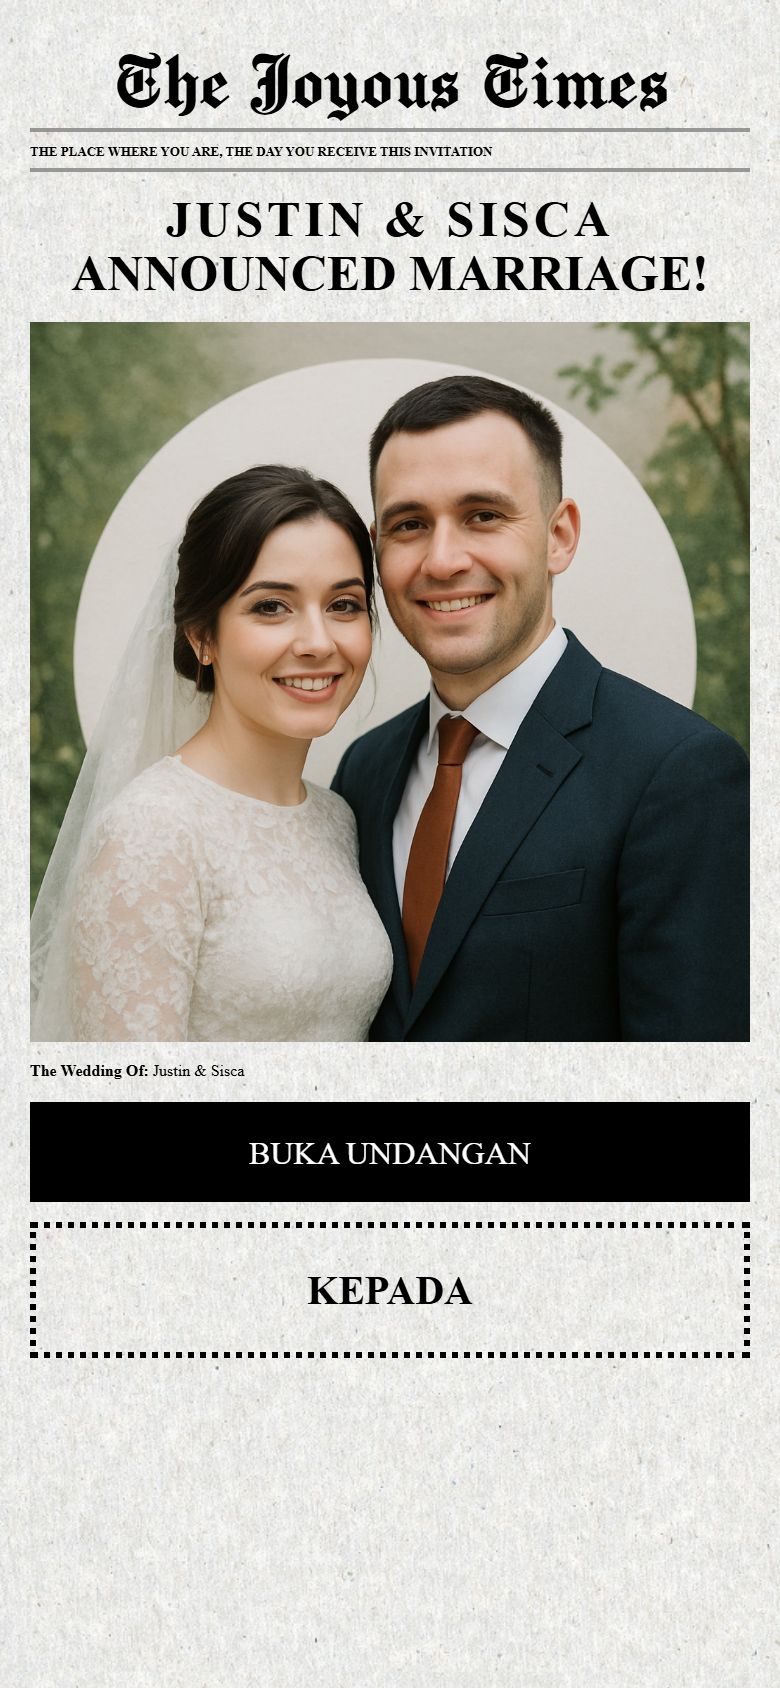 The Joyous Times
THE PLACE WHERE YOU ARE, THE DAY YOU RECEIVE THIS INVITATION
JUSTIN & SISCA
ANNOUNCED MARRIAGE!
The Wedding Of: Justin & Sisca
BUKA UNDANGAN
KEPADA